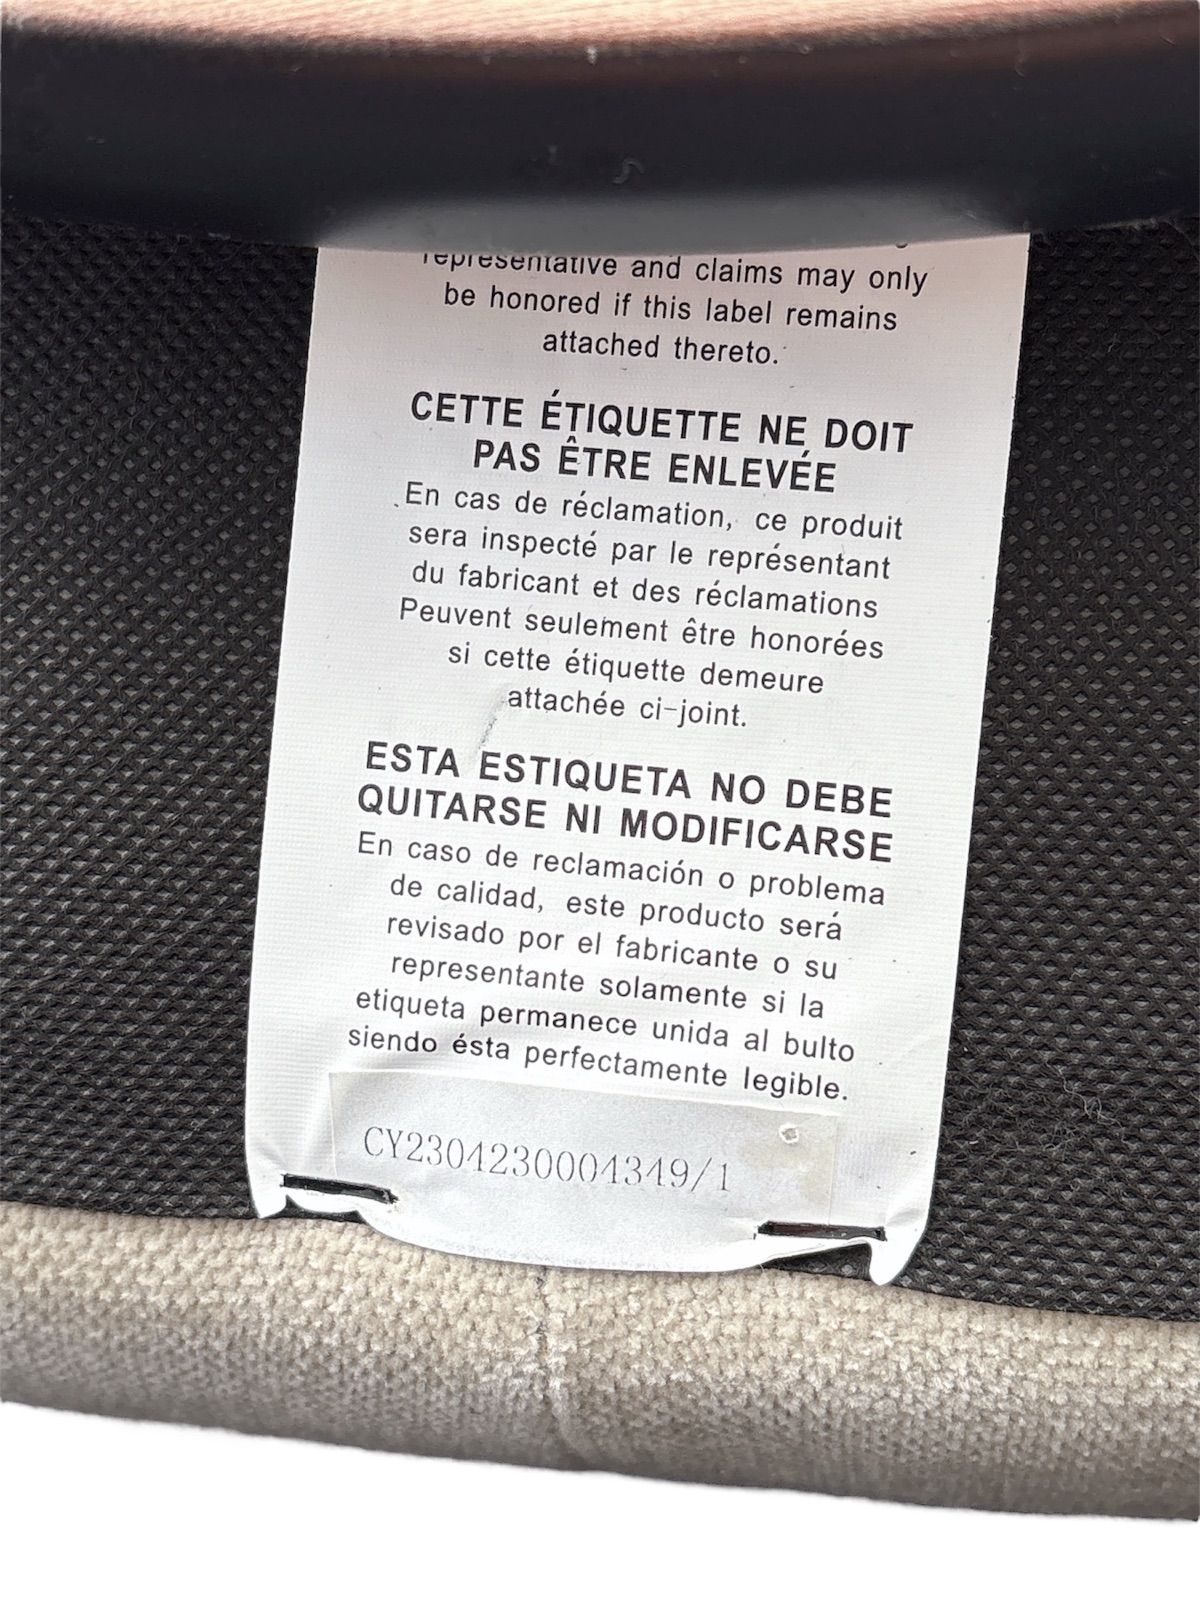 representative and claims may only
be honored if this label remains
attached thereto.
CETTE ÉTIQUETTE NE DOIT
PAS ÊTRE ENLEVÉE
En cas de réclamation, ce produit
sera inspecté par le représentant
du fabricant et des réclamations
Peuvent seulement être honorées
si cette étiquette demeure
attachée ci-joint.
ESTA ESTIQUETA NO DEBE
QUITARSE NI MODIFICARSE
En caso de reclamación o problema
de calidad, este producto será
revisado por el fabricante o su
representante solamente si la
etiqueta permanece unida al bulto
siendo ésta perfectamente legible.
CY2304230004349/1